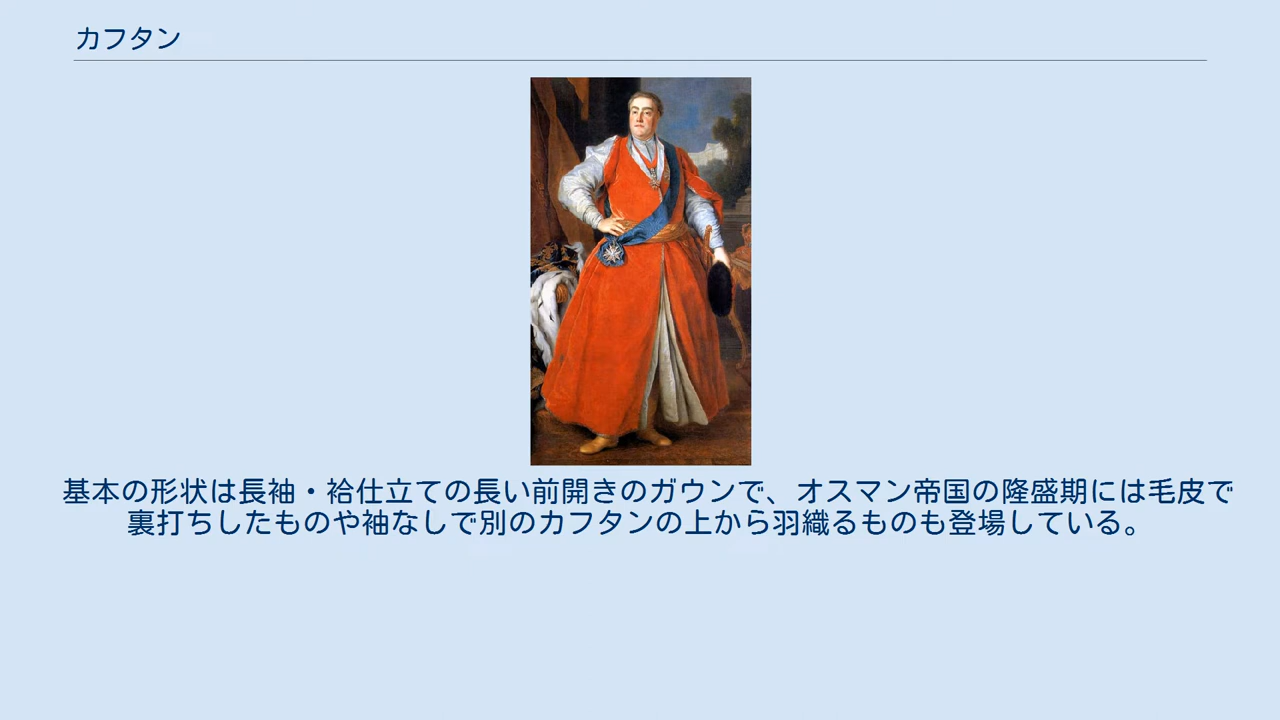 カフタン
基本の形状は長袖・袷仕立ての長い前開きのガウンで、オスマン帝国の隆盛期には毛皮で
裏打ちしたものや袖なしで別のカフタンの上から羽織るものも登場している。